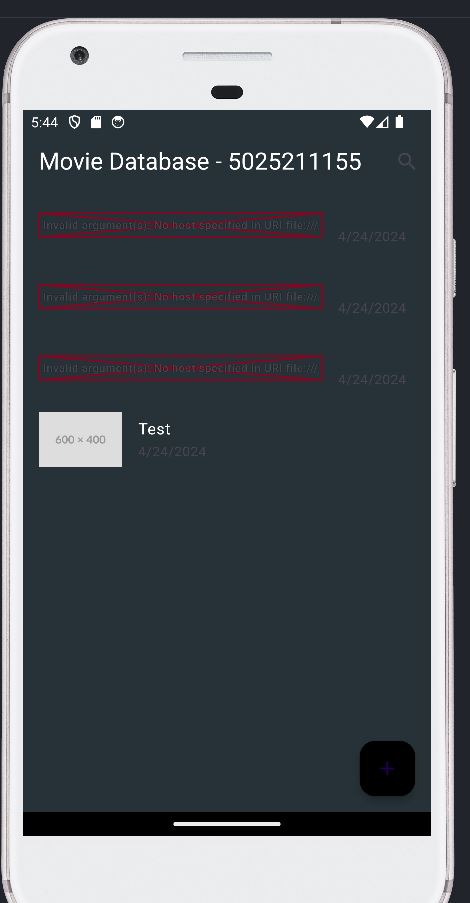 5:44
Movie Database - 5025211155
Invalid argument(s): No host specified in URI file:///
4/24/2024
Invalid argument(s): No host specified in URI file:///
4/24/2024
Invalid argument(s): No host specified in URI file:///
4/24/2024
600 × 400
Test
4/24/2024